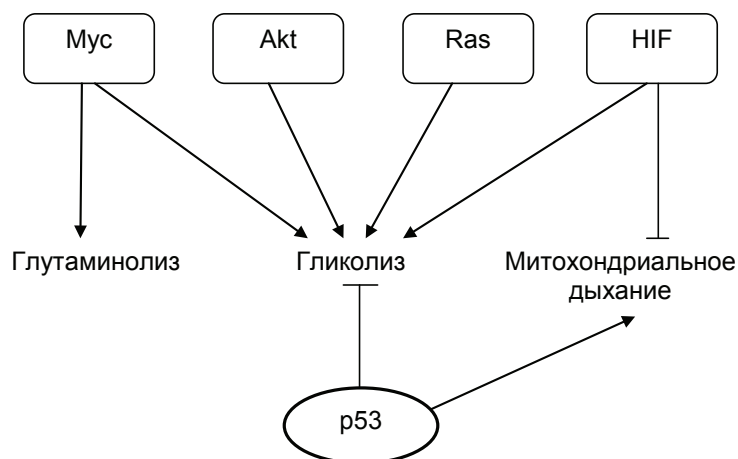 Myc
Akt
Ras
HIF
Глутаминолиз
Гликолиз
Митохондриальное
дыхание
p53